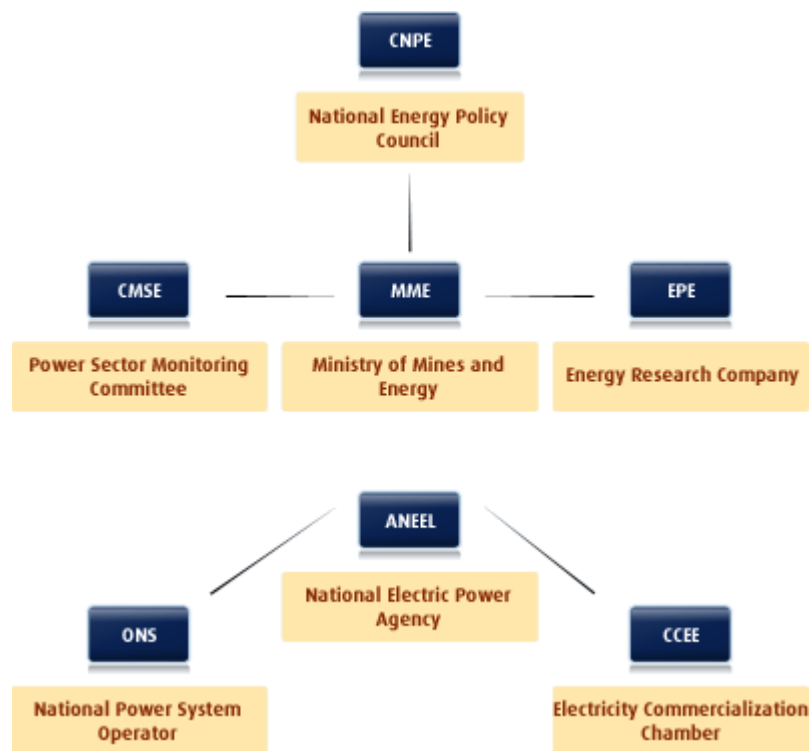 CNPE
National Energy Policy
Council
CMSE
Power Sector Monitoring
Committee
MME
Ministry of Mines and
Energy
EPE
Energy Research Company
ANEEL
National Electric Power
Agency
ONS
National Power System
Operator
CCEE
Electricity Commercialization
Chamber